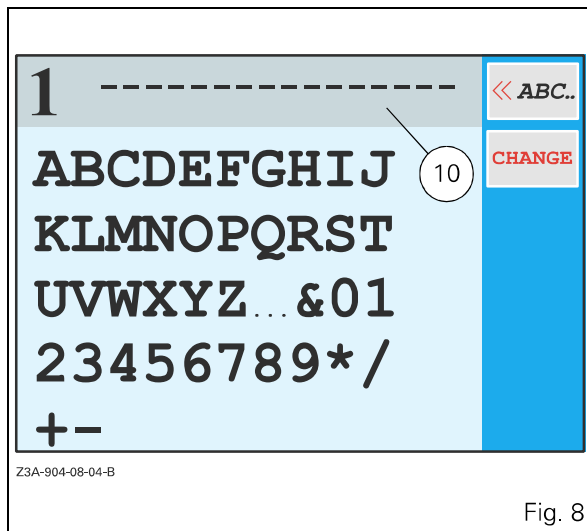 1 ---------------------
<< ABC..
CHANGE
10
ABCDEFGHIJ
KLMNOPQRST
UVWXYZ...&01
23456789*/
+-
Z3A-904-08-04-B
Fig. 8